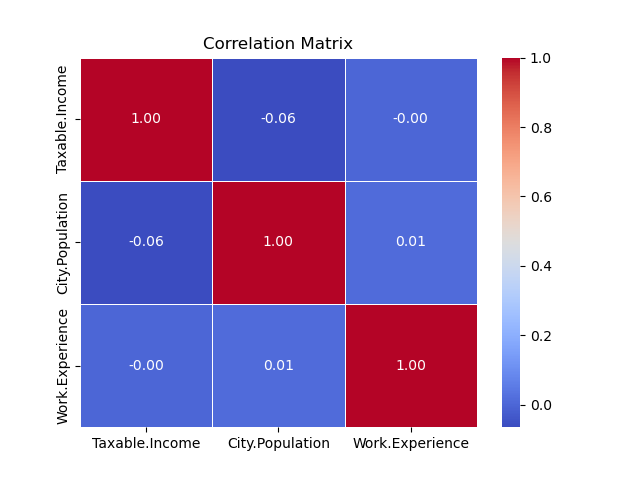 Correlation Matrix
Taxable.Income
1.00 -0.06 -0.00
City.Population
-0.06 1.00 0.01
Work.Experience
-0.00 0.01 1.00
Taxable.Income City.Population Work.Experience
1.0
0.8
0.6
0.4
0.2
0.0